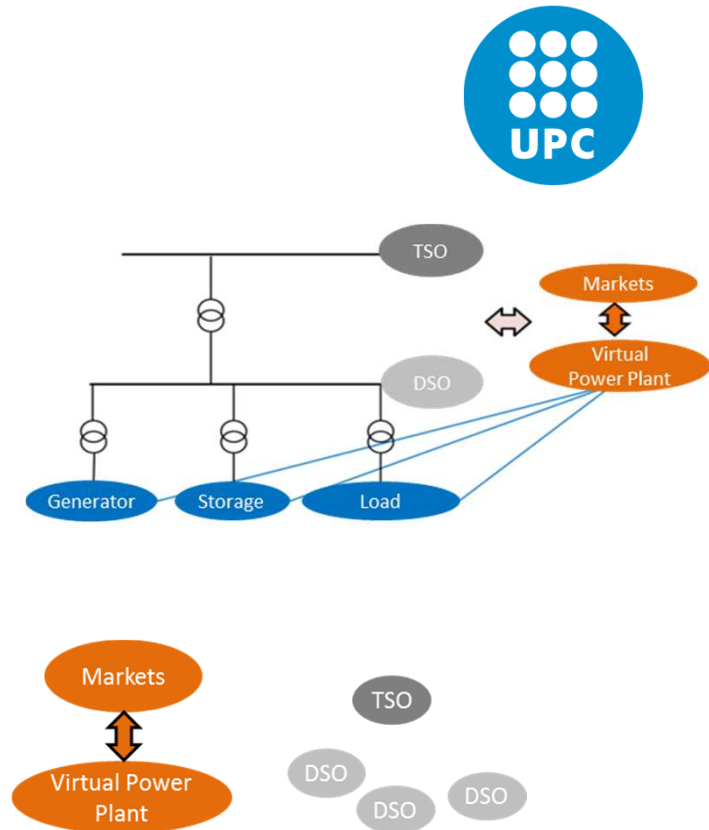 UPC
TSO
Markets
Virtual
Power Plant
DSO
Generator
Storage
Load
Markets
TSO
Virtual Power
Plant
DSO
DSO
DSO